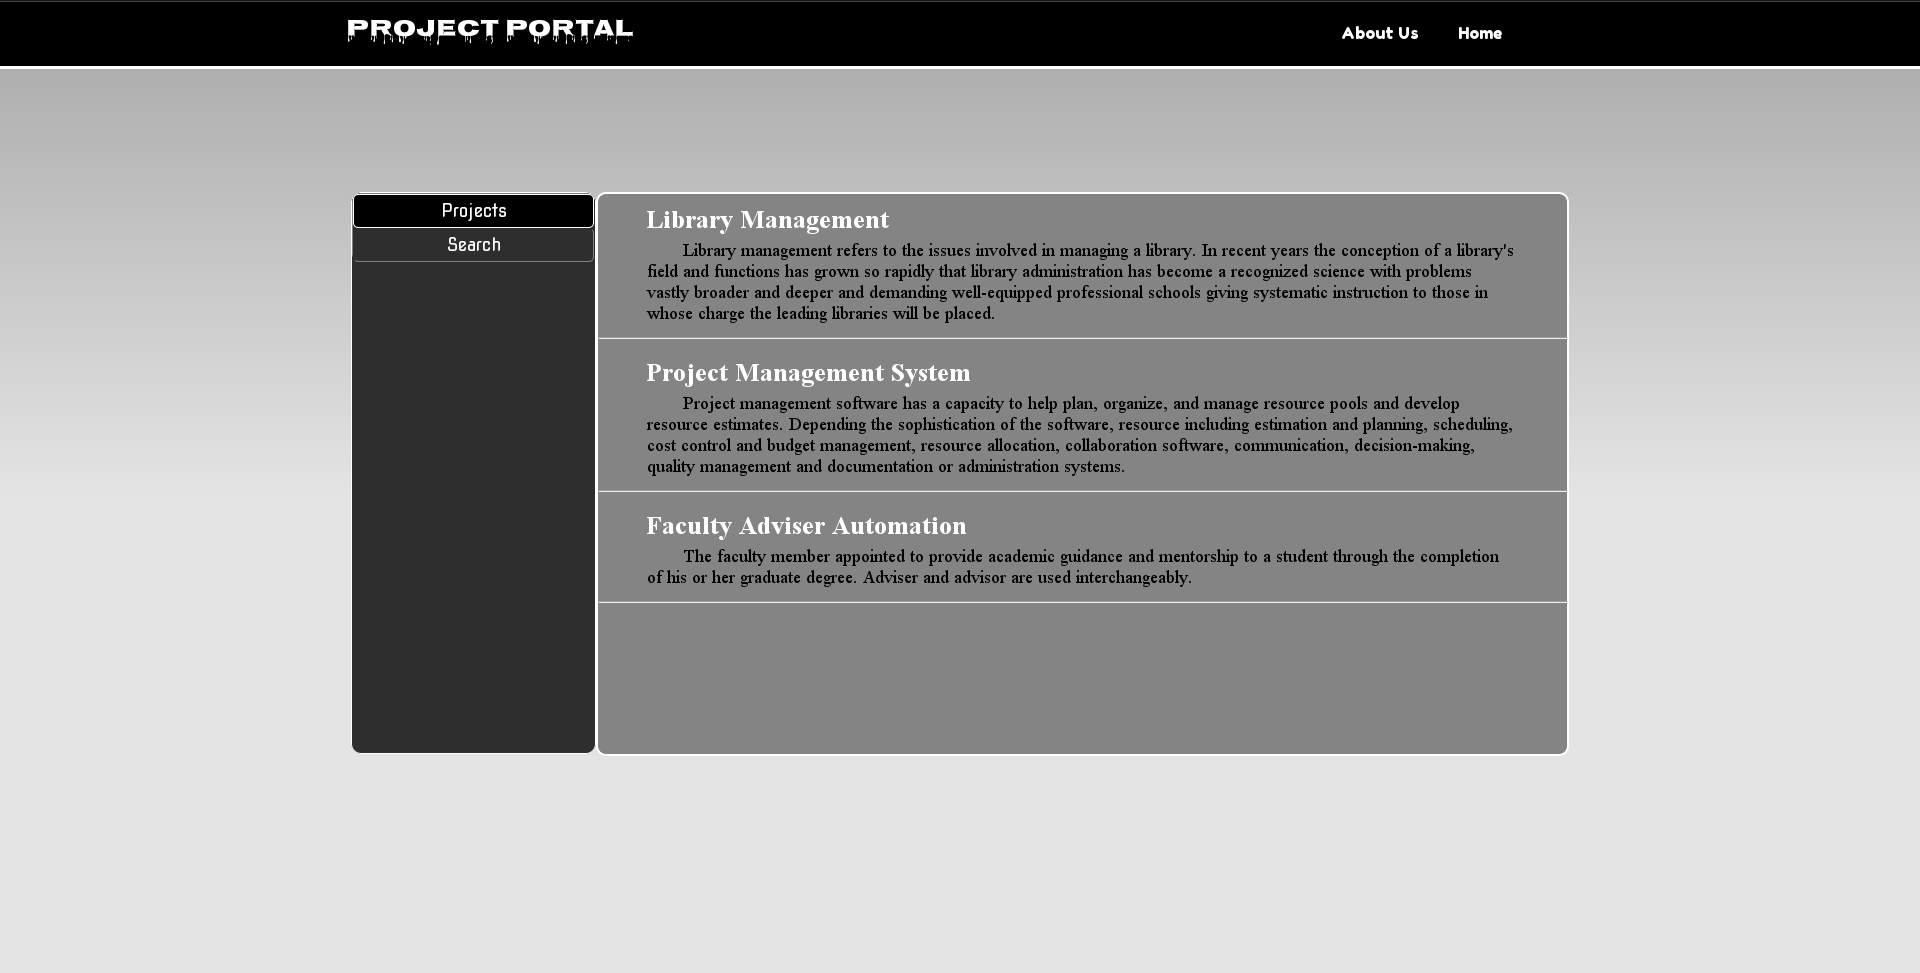 PROJECT PORTAL
About Us
Home
Projects
Search
Library Management
Library management refers to the issues involved in managing a library. In recent years the conception of a library's
field and functions has grown so rapidly that library administration has become a recognized science with problems
vastly broader and deeper and demanding well-equipped professional schools giving systematic instruction to those in
whose charge the leading libraries will be placed.
Project Management System
Project management software has a capacity to help plan, organize, and manage resource pools and develop
resource estimates. Depending the sophistication of the software, resource including estimation and planning, scheduling,
cost control and budget management, resource allocation, collaboration software, communication, decision-making,
quality management and documentation or administration systems.
Faculty Adviser Automation
The faculty member appointed to provide academic guidance and mentorship to a student through the completion
of his or her graduate degree. Adviser and advisor are used interchangeably.